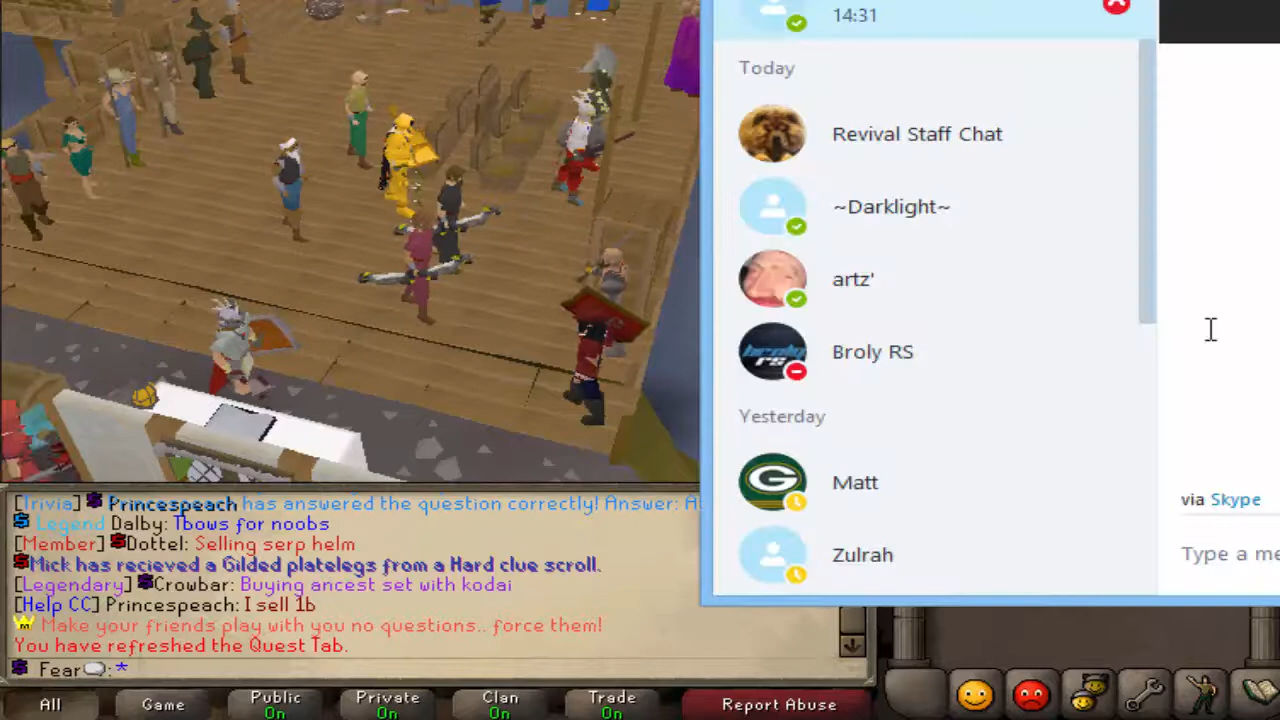 14:31
Today
Revival Staff Chat
~Darklight~
artz'
Broly RS
Yesterday
Matt
Zulrah
via Skype
Type a me
[Trivia] Princespeach has answered the question correctly! Answer: A
Legend Dalby: Tbows for noobs
[Member] Dottel: Selling serp helm
Mick has recieved a Gilded platelegs from a Hard clue scroll.
[Legendary] Crowbar: Buying ancest set with kodai
[Help CC] Princespeach: I sell 1b
Make your friends play with you no questions.. force them!
You have refreshed the Quest Tab.
Fear: *
All Game Public On Private On Clan On Trade On Report Abuse